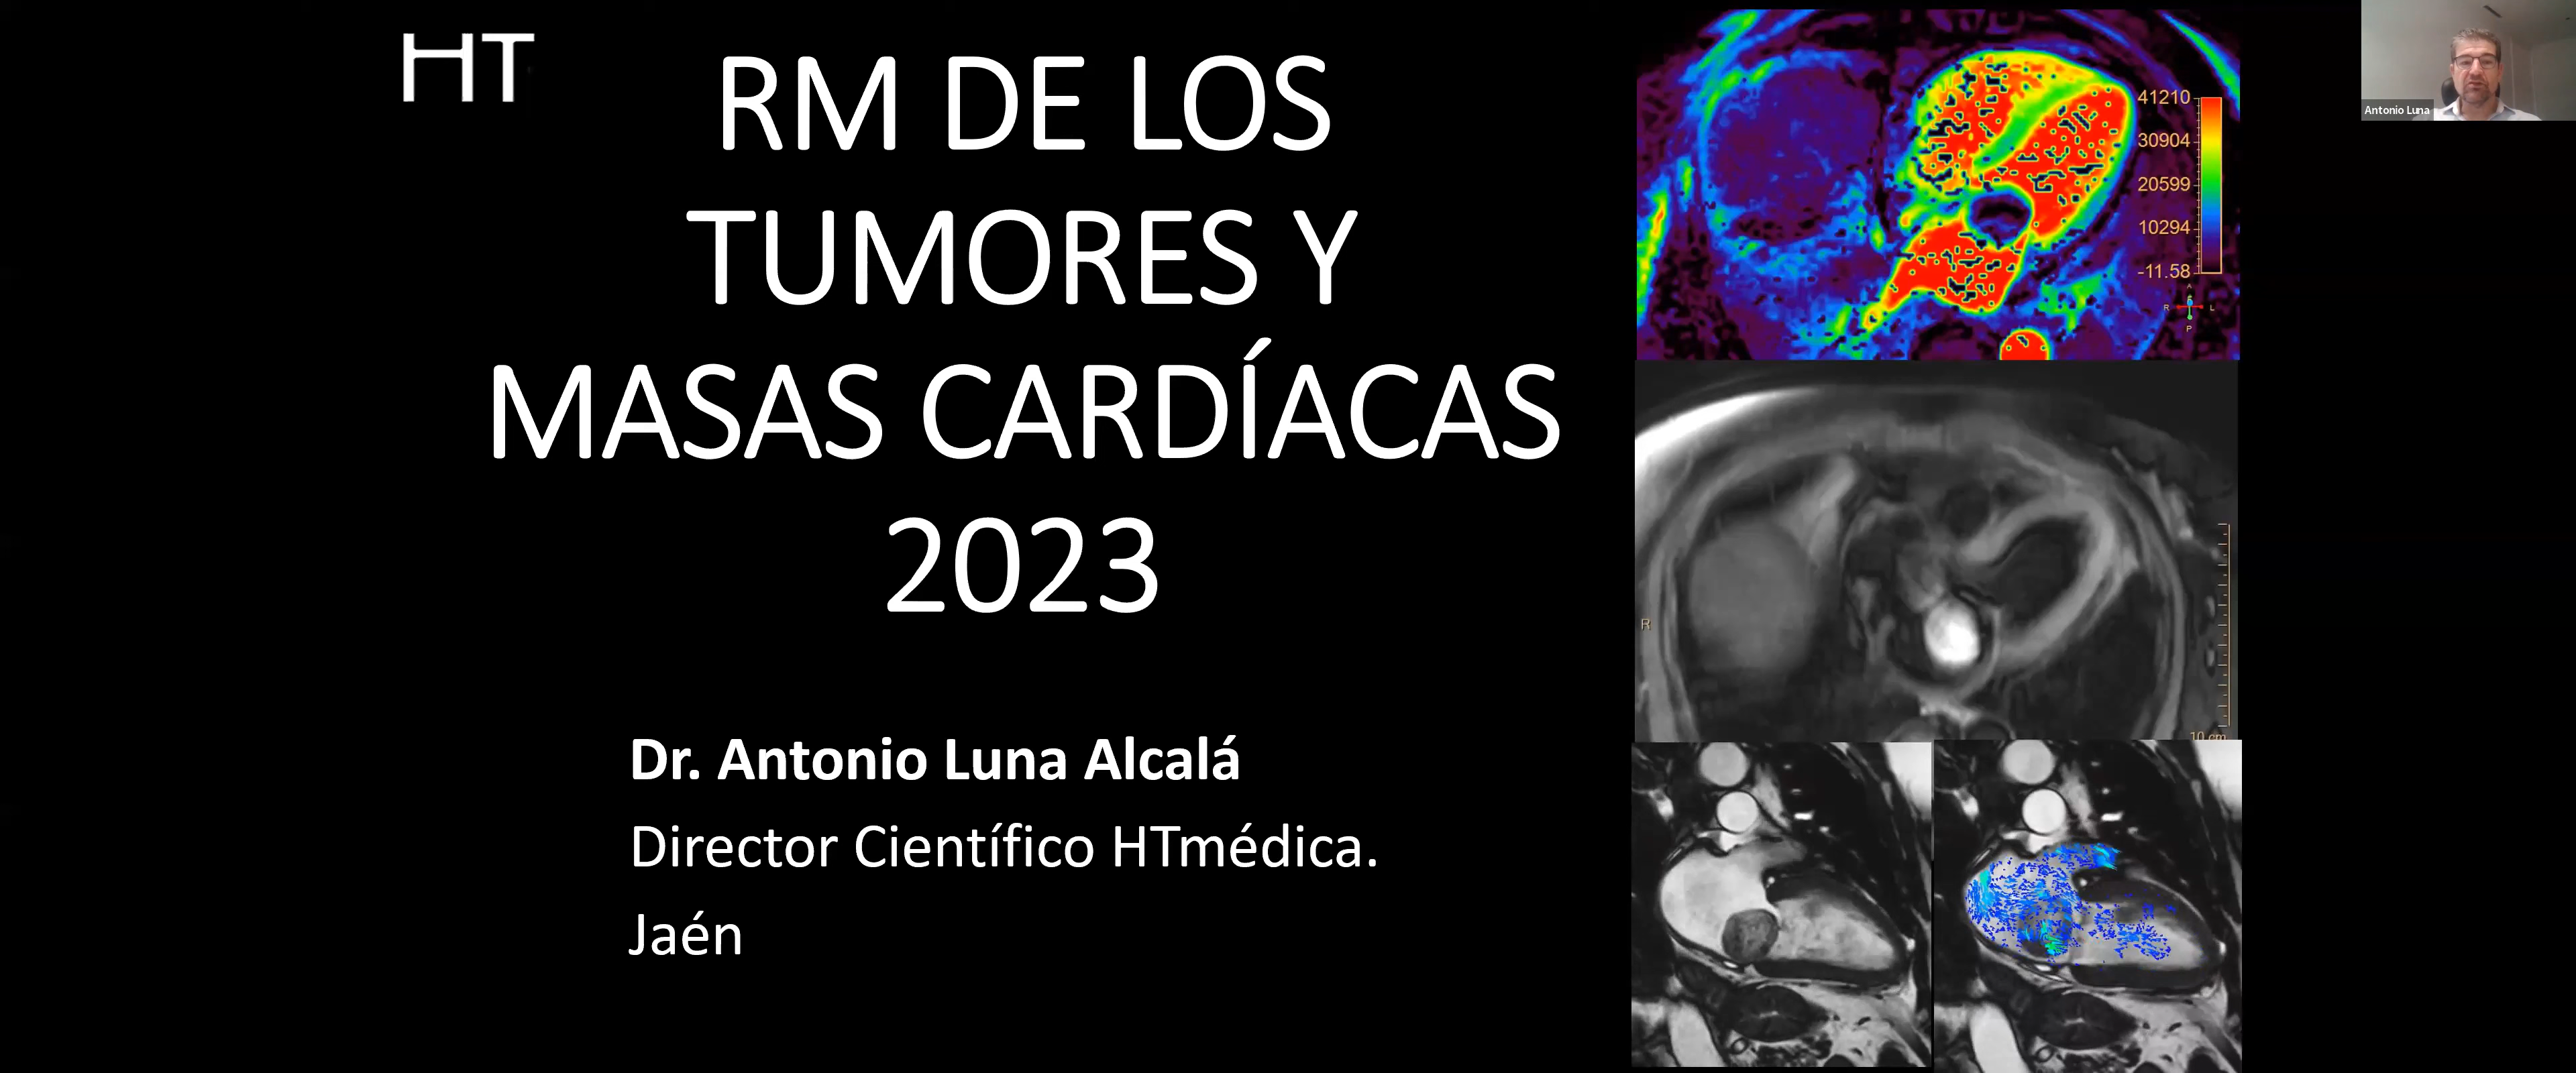 HT
RM DE LOS
TUMORES Y
MASAS CARDÍACAS
2023
Dr. Antonio Luna Alcalá
Director Científico HTmédica.
Jaén
41210
30904
20599
10294
-11.58
A
R
L
P
R
10 cm
Antonio Luna